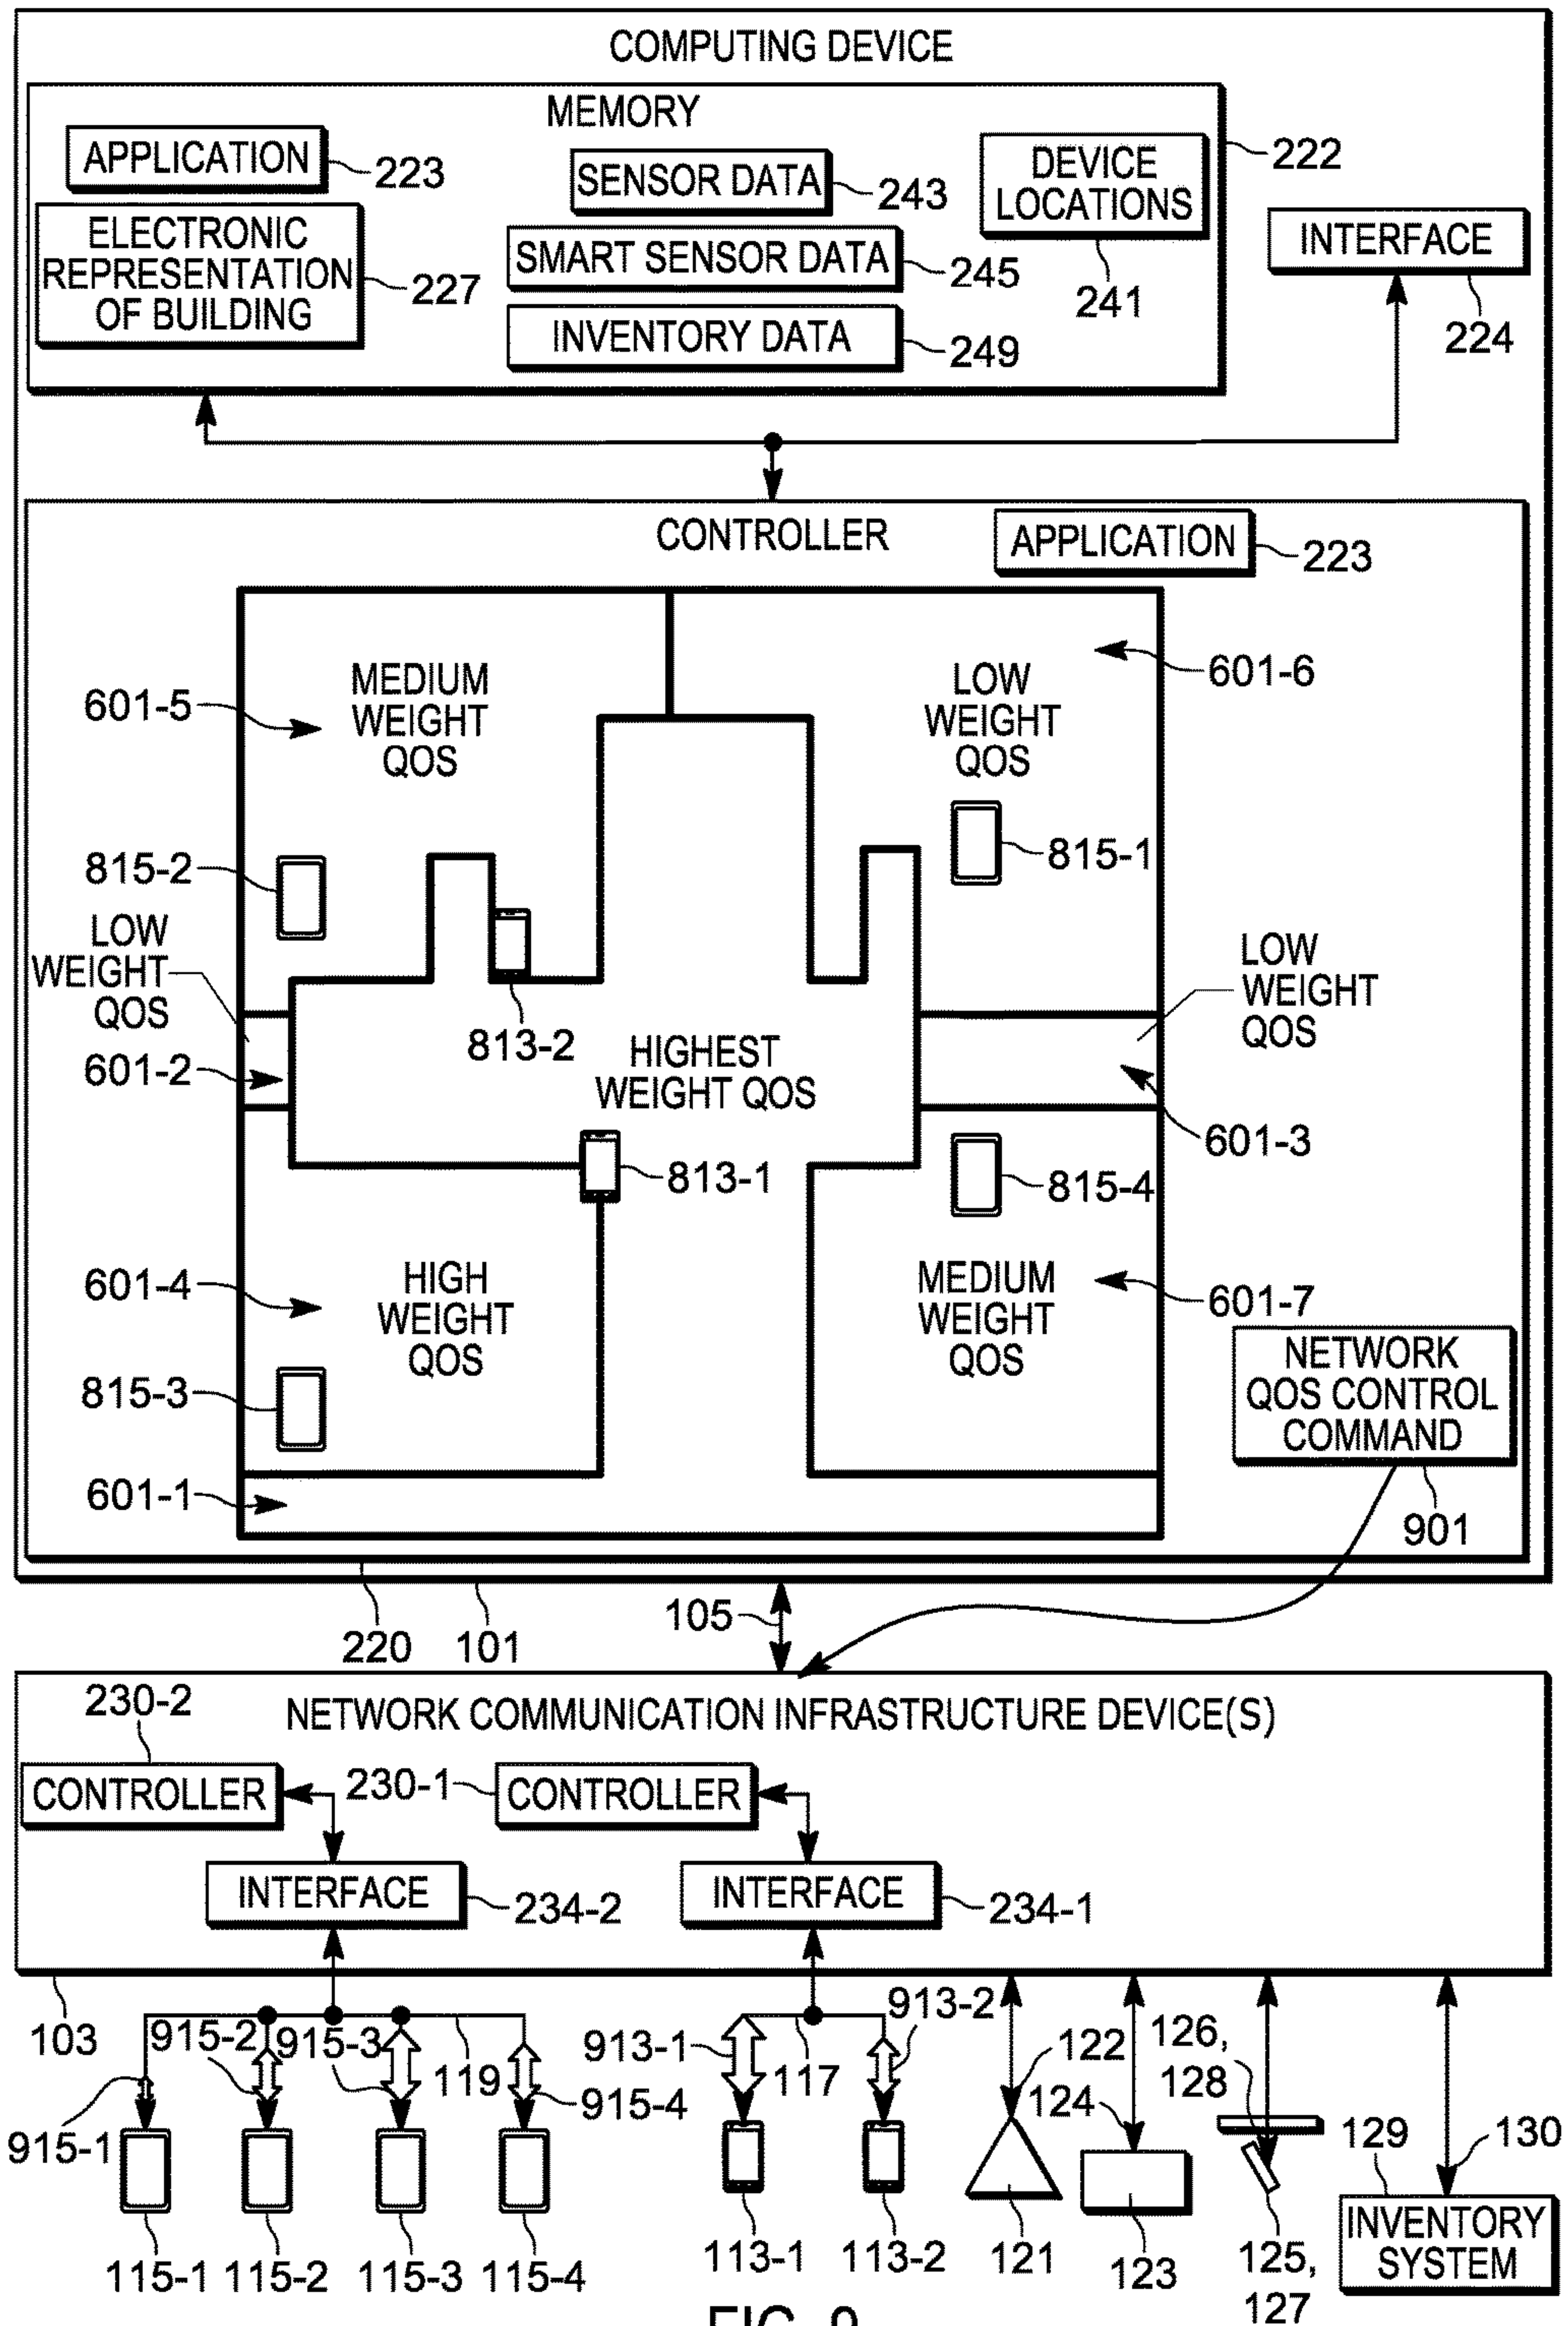 COMPUTING DEVICE
MEMORY
APPLICATION
223
SENSOR DATA
243
DEVICE
LOCATIONS
241
222
ELECTRONIC
REPRESENTATION
OF BUILDING
227
SMART SENSOR DATA
245
INVENTORY DATA
249
INTERFACE
224
CONTROLLER
APPLICATION
223
601-5
MEDIUM
WEIGHT
QOS
LOW
WEIGHT
QOS
601-6
815-2
815-1
LOW
WEIGHT
QOS
813-2
LOW
WEIGHT
QOS
601-2
HIGHEST
WEIGHT QOS
601-3
813-1
815-4
601-4
HIGH
WEIGHT
QOS
MEDIUM
WEIGHT
QOS
601-7
815-3
NETWORK
QOS CONTROL
COMMAND
901
601-1
220
101
105
NETWORK COMMUNICATION INFRASTRUCTURE DEVICE(S)
230-2
CONTROLLER
230-1
CONTROLLER
INTERFACE
234-2
INTERFACE
234-1
103
915-2
915-3
119
915-4
915-1
913-1
117
913-2
122
124
126,
128
129
130
115-1
115-2
115-3
115-4
113-1
113-2
121
123
125,
127
INVENTORY
SYSTEM